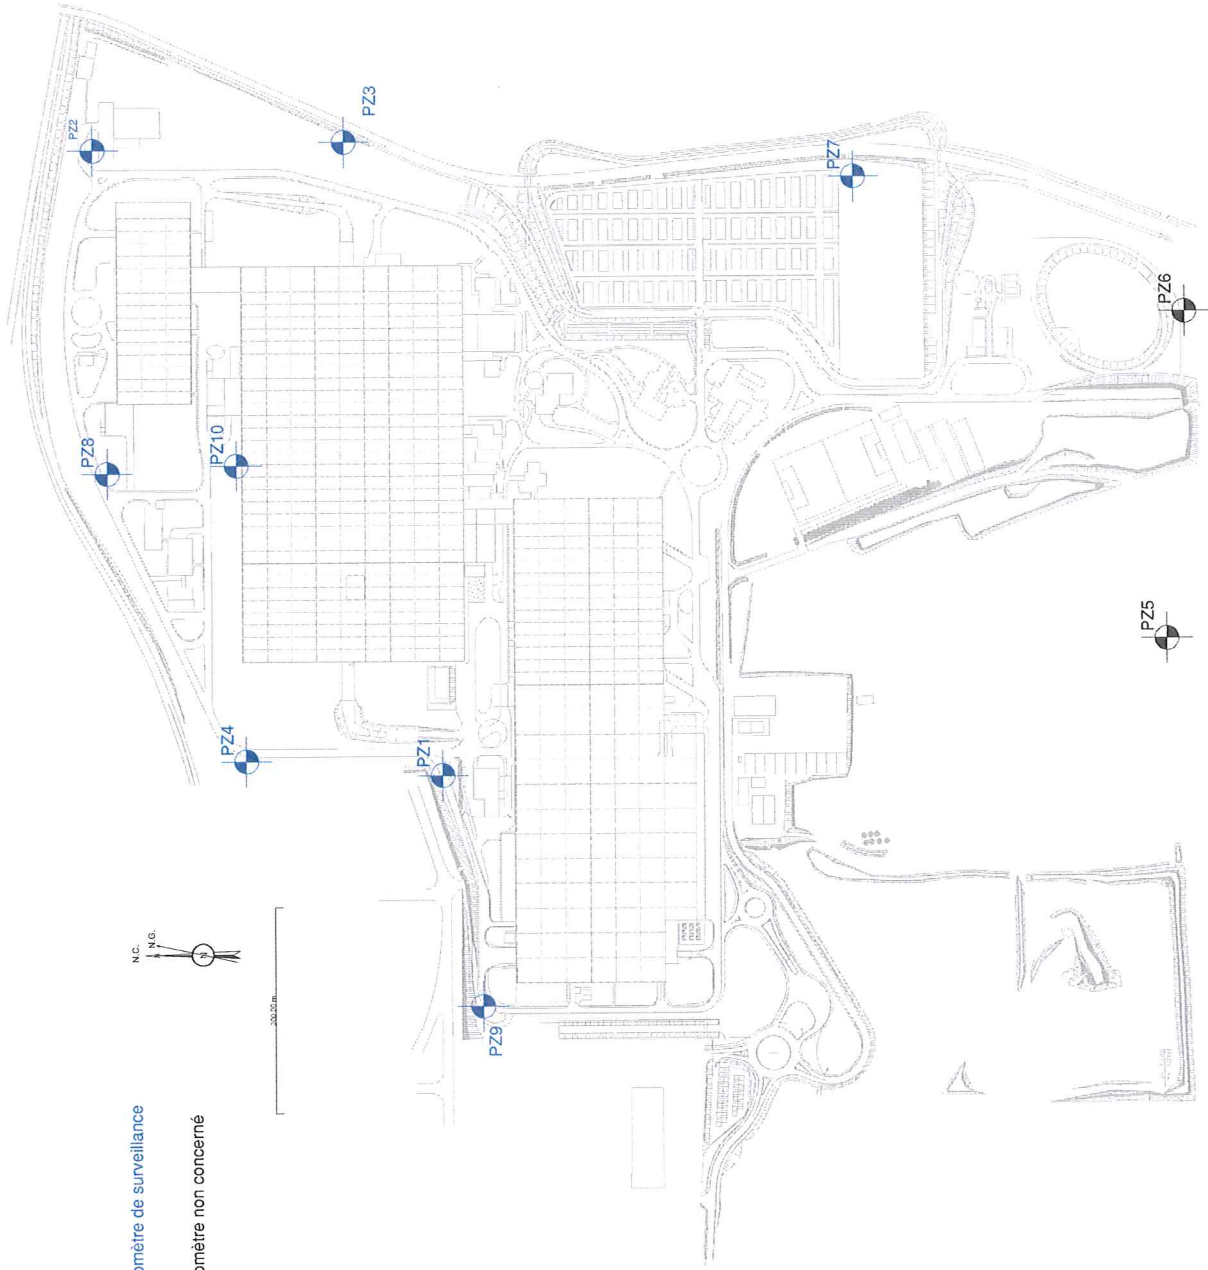 PZ2
PZ3
PZ7
PZ8
PZ10
PZ6
PZ5
PZ4
PZ1
PZ9
N.C.
N.G.
N
omètre de surveillance
omètre non concerné